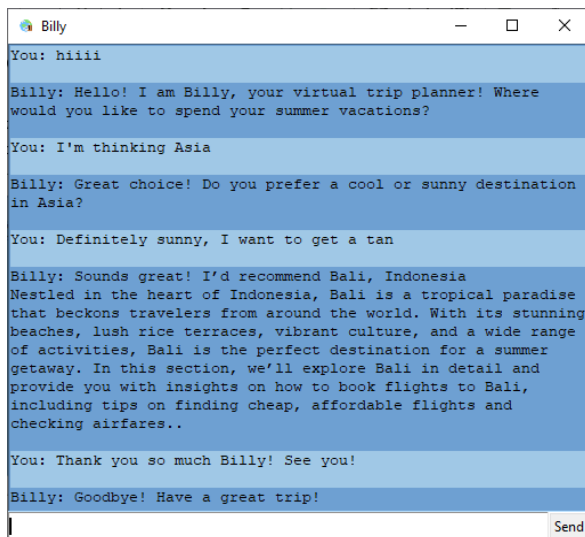 Billy
You: hiiii
Billy: Hello! I am Billy, your virtual trip planner! Where
would you like to spend your summer vacations?
You: I'm thinking Asia
Billy: Great choice! Do you prefer a cool or sunny destination
in Asia?
You: Definitely sunny, I want to get a tan
Billy: Sounds great! I’d recommend Bali, Indonesia
Nestled in the heart of Indonesia, Bali is a tropical paradise
that beckons travelers from around the world. With its stunning
beaches, lush rice terraces, vibrant culture, and a wide range
of activities, Bali is the perfect destination for a summer
getaway. In this section, we’ll explore Bali in detail and
provide you with insights on how to book flights to Bali,
including tips on finding cheap, affordable flights and
checking airfares..
You: Thank you so much Billy! See you!
Billy: Goodbye! Have a great trip!
Send